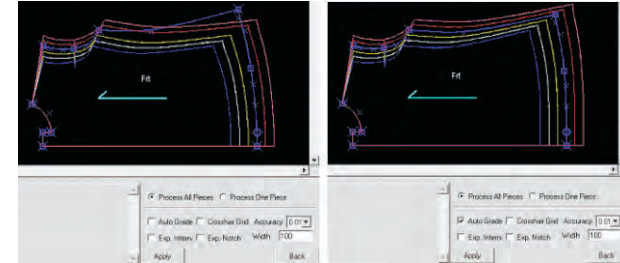 Frt
Process All Pieces Process One Piece
Auto Grade Crosshair Grid Accuracy 0.01
Exp. Interv Exp. Notch Width 100
Apply Back
Frt
Process All Pieces Process One Piece
Auto Grade Crosshair Grid Accuracy 0.01
Exp. Interv Exp. Notch Width 100
Apply Back